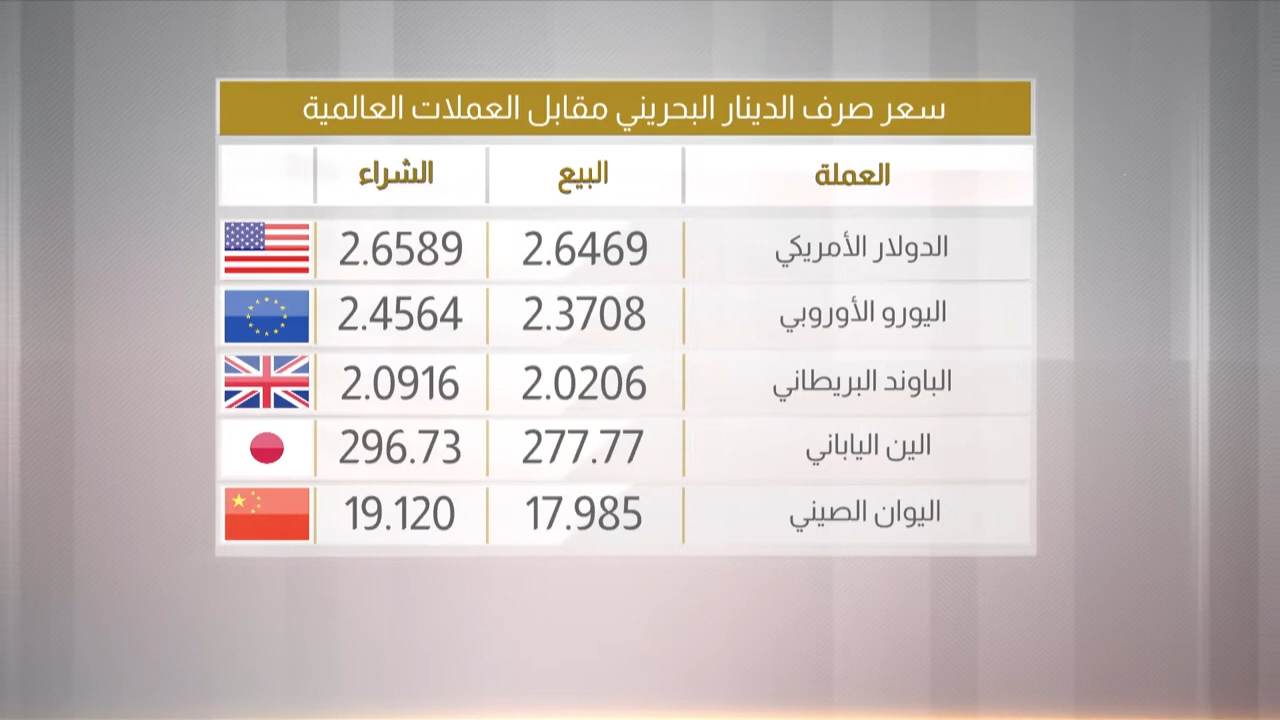 سعر صرف الدينار البحريني مقابل العملات العالمية
العملة البيع الشراء
الدولار الأمريكي 2.6469 2.6589
اليورو الأوروبي 2.3708 2.4564
الباوند البريطاني 2.0206 2.0916
الين الياباني 277.77 296.73
اليوان الصيني 17.985 19.120